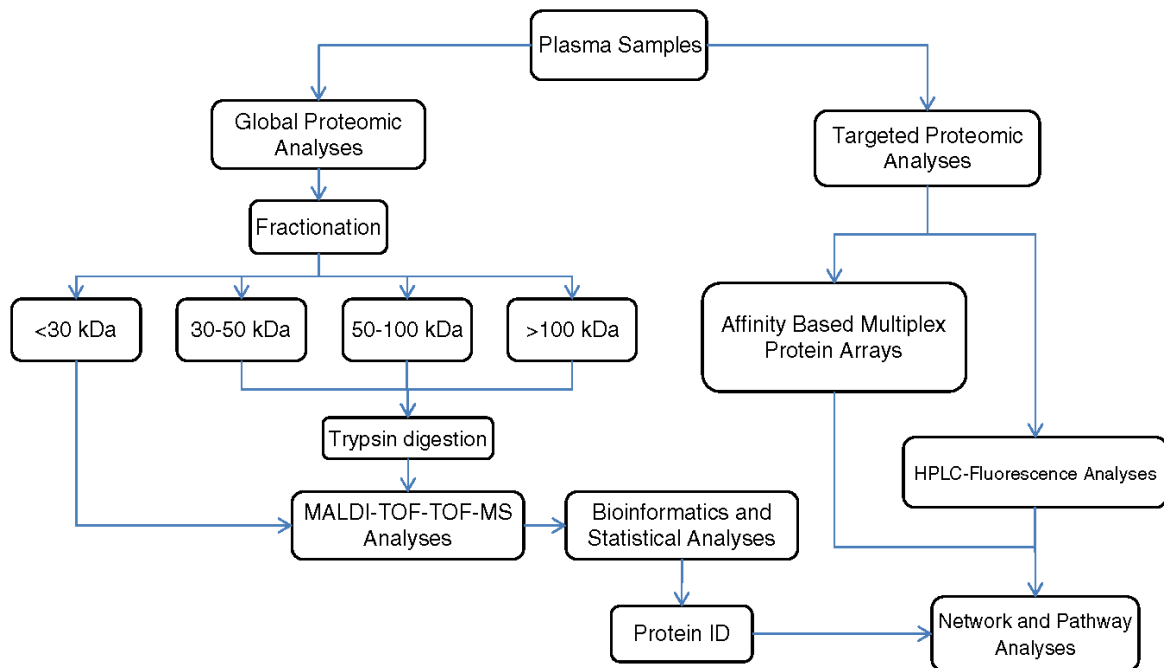 Plasma Samples
Global Proteomic
Analyses
Targeted Proteomic
Analyses
Fractionation
<30 kDa
30-50 kDa
50-100 kDa
>100 kDa
Affinity Based Multiplex
Protein Arrays
Trypsin digestion
HPLC-Fluorescence Analyses
MALDI-TOF-TOF-MS
Analyses
Bioinformatics and
Statistical Analyses
Protein ID
Network and Pathway
Analyses